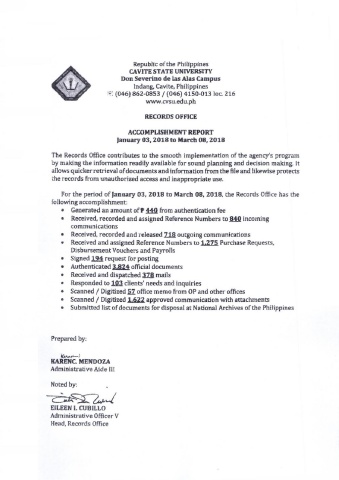 Republic of the Philippines
CAVITE STATE UNIVERSITY
Don Severino de las Alas Campus
Indang, Cavite, Philippines
(046) 862-0853 / (046) 4150-013 loc. 216
www.cvsu.edu.ph
RECORDS OFFICE
ACCOMPLISHMENT REPORT
January 03, 2018 to March 08, 2018
The Records Office contributes to the smooth implementation of the agency's program
by making the information readily available for sound planning and decision making. It
allows quicker retrieval of documents and information from the file and likewise protects
the records from unauthorized access and inappropriate use.
For the period of January 03, 2018 to March 08, 2018, the Records Office has the
following accomplishment:
• Generated an amount of ₱ 440 from authentication fee
• Received, recorded and assigned Reference Numbers to 840 incoming
communications
• Received, recorded and released 718 outgoing communications
• Received and assigned Reference Numbers to 1,275 Purchase Requests,
Disbursement Vouchers and Payrolls
• Signed 194 request for posting
• Authenticated 3,824 official documents
• Received and dispatched 378 mails
• Responded to 103 clients' needs and inquiries
• Scanned / Digitized 57 office memo from OP and other offices
• Scanned / Digitized 1,622 approved communication with attachments
• Submitted list of documents for disposal at National Archives of the Philippines
Prepared by:
KAREN C. MENDOZA
Administrative Aide III
Noted by:
EILEEN L. CUBILLO
Administrative Officer V
Head, Records Office